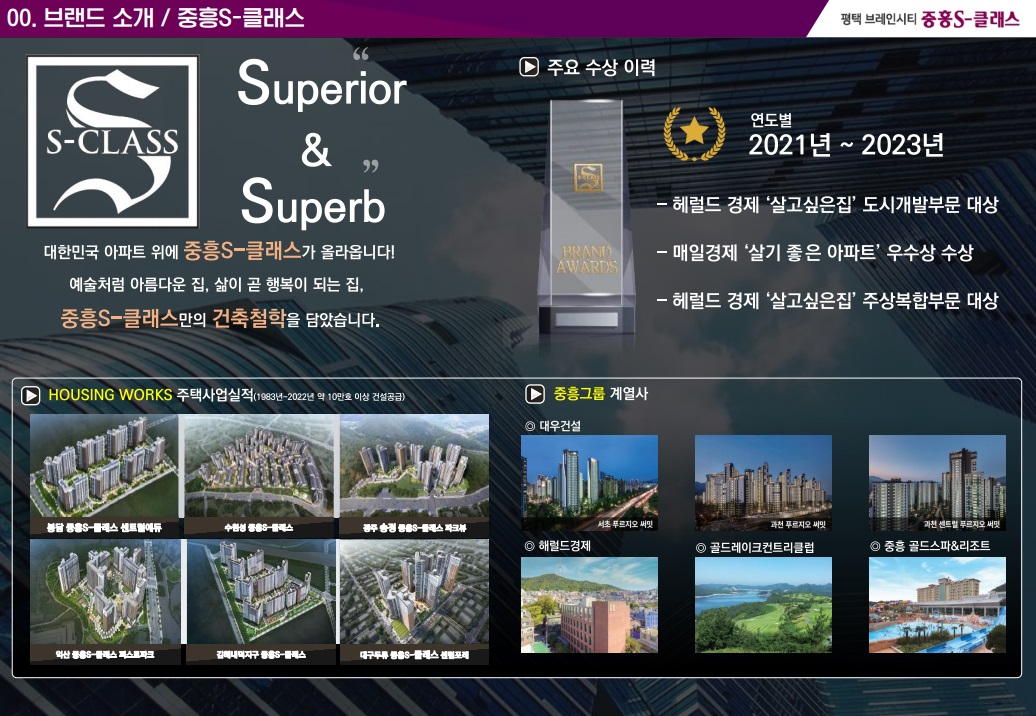 00. 브랜드 소개 / 중흥S-클래스
평택 브레인시티 중흥S-클래스
S-CLASS
“
Superior
&
”
Superb
대한민국 아파트 위에 중흥S-클래스가 올라옵니다!
예술처럼 아름다운 집, 삶이 곧 행복이 되는 집,
중흥S-클래스만의 건축철학을 담았습니다.
주요 수상 이력
S-CLASS
BRAND
AWARDS
연도별
2021년 ~ 2023년
- 헤럴드 경제 ‘살고싶은집’ 도시개발부문 대상
- 매일경제 ‘살기 좋은 아파트’ 우수상 수상
- 헤럴드 경제 ‘살고싶은집’ 주상복합부문 대상
HOUSING WORKS 주택사업실적(1983년~2022년 약 10만호 이상 건설공급)
봉담 중흥S-클래스 센트럴에듀
수현성 중흥S-클래스
광주 송정 중흥S-클래스 파크뷰
익산 중흥S-클래스 퍼스트파크
김해내덕지구 중흥S-클래스
대구두류 중흥S-클래스 센텀포레
중흥그룹 계열사
◎ 대우건설
서초 푸르지오 써밋
과천 푸르지오 써밋
과천 센트럴 푸르지오 써밋
◎ 해럴드경제
◎ 골드레이크컨트리클럽
◎ 중흥 골드스파&리조트